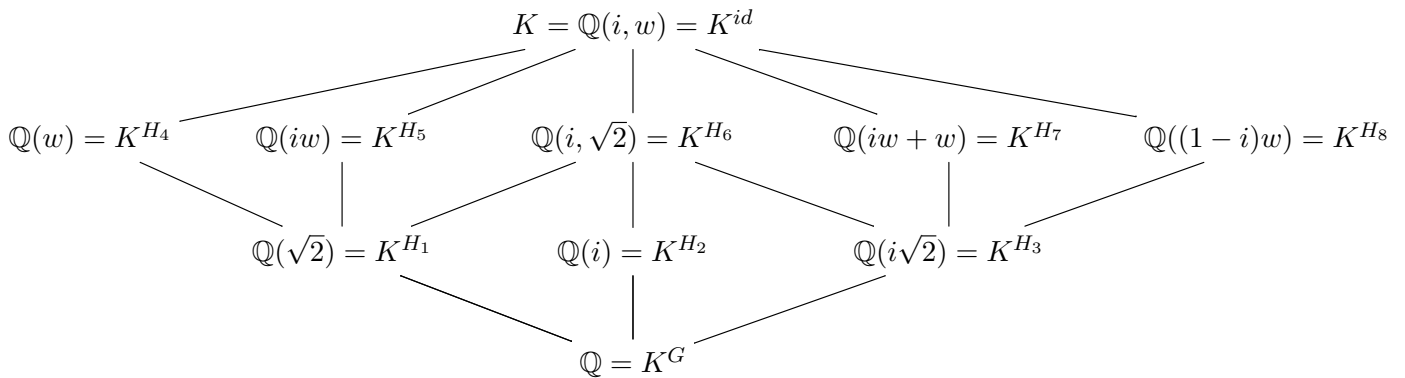 K = ℚ(i, w) = K^{id}
ℚ(w) = K^{H_4} ℚ(iw) = K^{H_5} ℚ(i, √2) = K^{H_6} ℚ(iw + w) = K^{H_7} ℚ((1 − i)w) = K^{H_8}
ℚ(√2) = K^{H_1} ℚ(i) = K^{H_2} ℚ(i√2) = K^{H_3}
ℚ = K^G